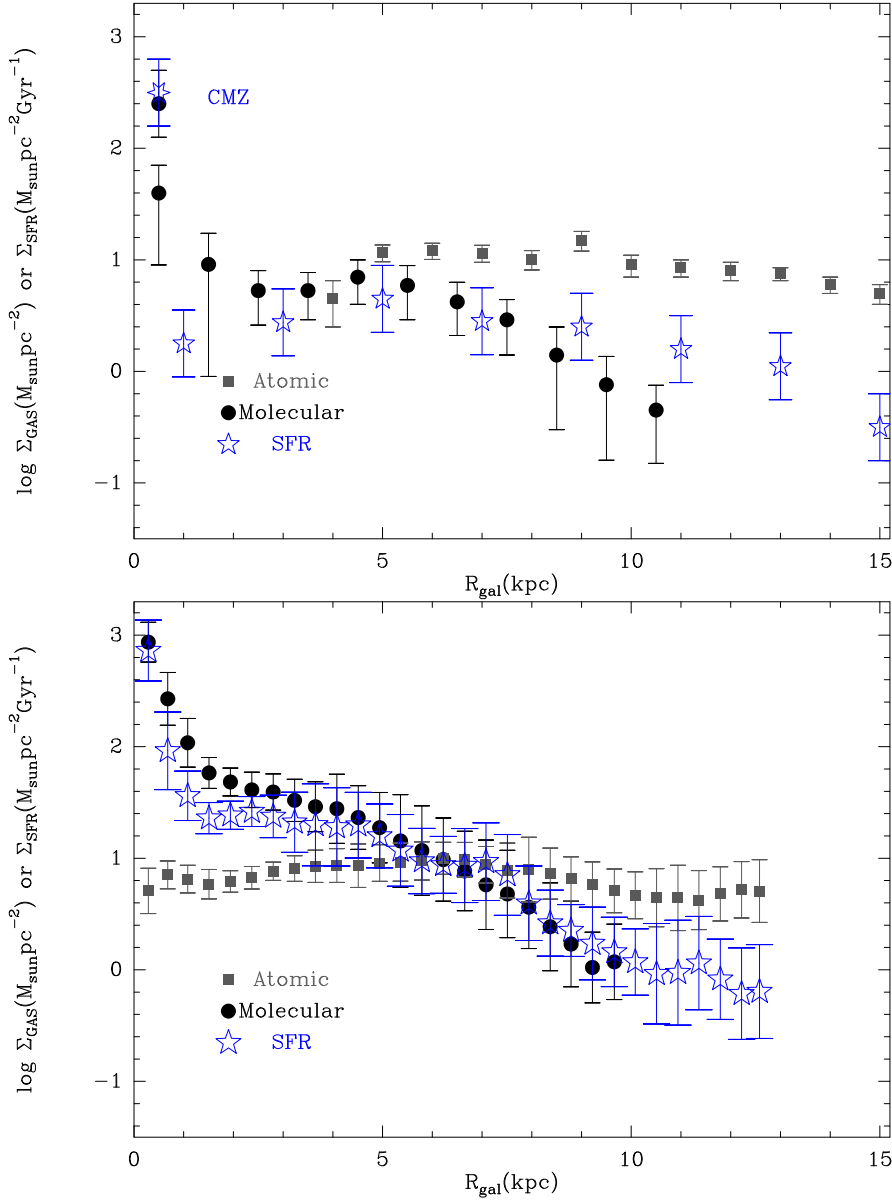 log Σ_GAS(M_sun pc⁻²) or Σ_SFR(M_sun pc⁻² Gyr⁻¹)
3
2
1
0
−1
CMZ
Atomic
Molecular
SFR
0 5 10 15
R_gal(kpc)
log Σ_GAS(M_sun pc⁻²) or Σ_SFR(M_sun pc⁻² Gyr⁻¹)
3
2
1
0
−1
Atomic
Molecular
SFR
0 5 10 15
R_gal(kpc)